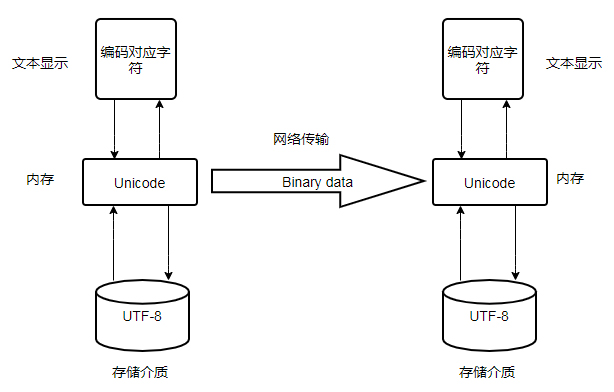 文本显示
编码对应字
符
编码对应字
符
文本显示
网络传输
内存
Unicode
Binary data
Unicode
内存
UTF-8
UTF-8
存储介质
存储介质